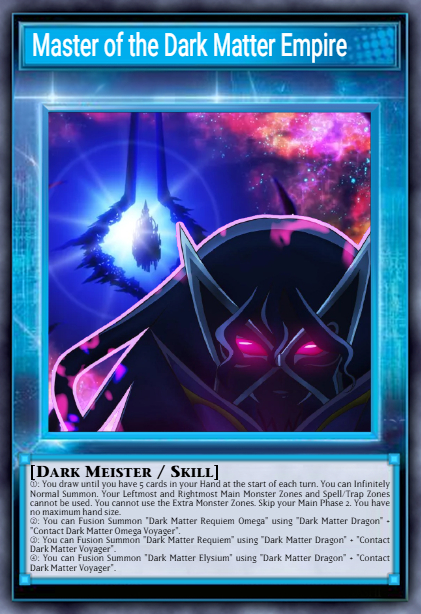 Master of the Dark Matter Empire
[Dark Meister / Skill]
①: You draw until you have 5 cards in your Hand at the start of each turn. You can Infinitely
Normal Summon. Your Leftmost and Rightmost Main Monster Zones and Spell/Trap Zones
cannot be used. You cannot use the Extra Monster Zones. Skip your Main Phase 2. You have
no maximum hand size.
②: You can Fusion Summon "Dark Matter Requiem Omega" using "Dark Matter Dragon" +
"Contact Dark Matter Omega Voyager".
③: You can Fusion Summon "Dark Matter Requiem" using "Dark Matter Dragon" + "Contact
Dark Matter Voyager".
④: You can Fusion Summon "Dark Matter Elysium" using "Dark Matter Dragon" + "Contact
Dark Matter Voyager".